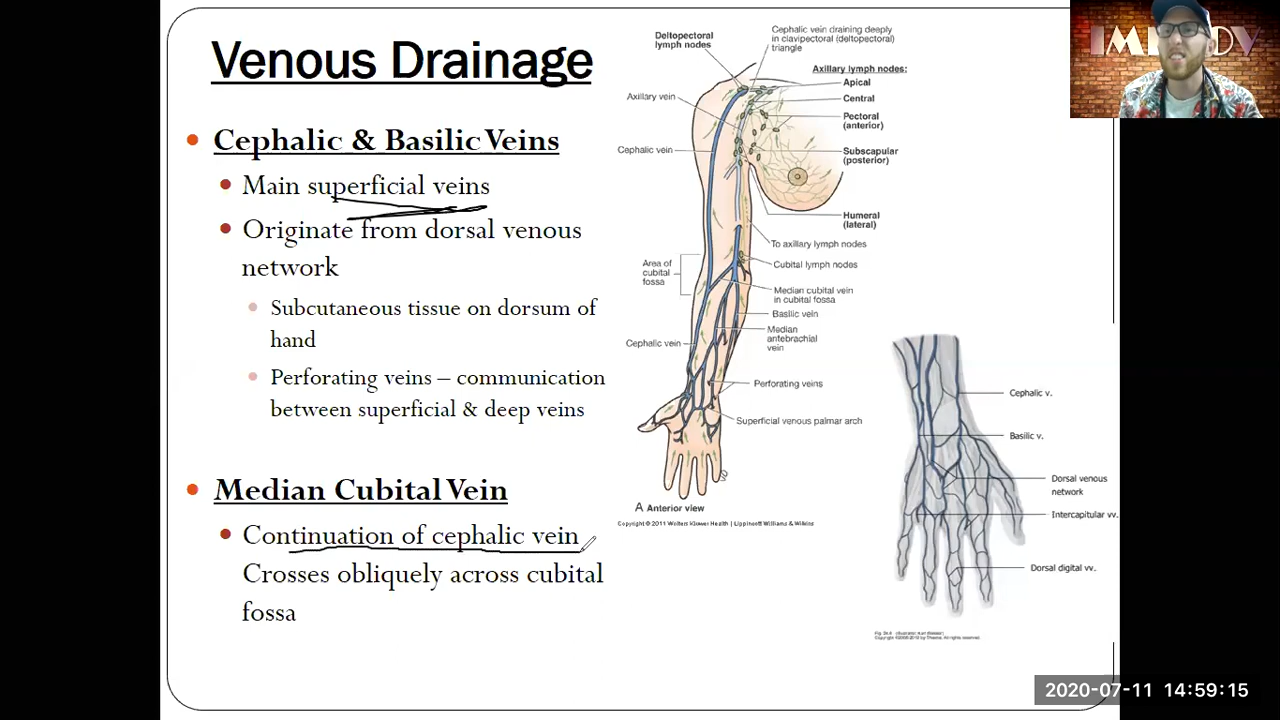 Venous Drainage
Cephalic & Basilic Veins
Main superficial veins
Originate from dorsal venous
network
Subcutaneous tissue on dorsum of
hand
Perforating veins – communication
between superficial & deep veins
Median Cubital Vein
Continuation of cephalic vein
Crosses obliquely across cubital
fossa
Deltopectoral
lymph nodes
Cephalic vein draining deeply
in clavipectoral (deltopectoral)
triangle
Axillary lymph nodes:
Apical
Central
Pectoral
(anterior)
Subscapular
(posterior)
Humeral
(lateral)
Axillary vein
Cephalic vein
To axillary lymph nodes
Cubital lymph nodes
Area of
cubital
fossa
Median cubital vein
in cubital fossa
Basilic vein
Median
antebrachial
vein
Cephalic vein
Perforating veins
Superficial venous palmar arch
A Anterior view
Copyright © 2011 Wolters Kluwer Health | Lippincott Williams & Wilkins
Cephalic v.
Basilic v.
Dorsal venous
network
Intercapitular vv.
Dorsal digital vv.
2020-07-11 14:59:15